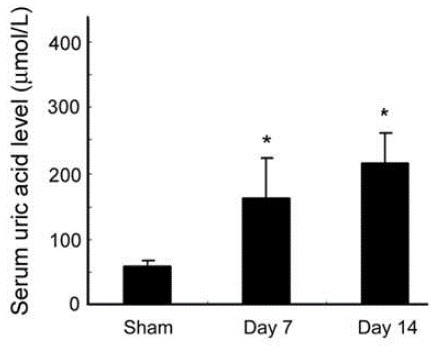 Serum uric acid level (μmol/L)
400
300
200
100
0
*
*
Sham
Day 7
Day 14